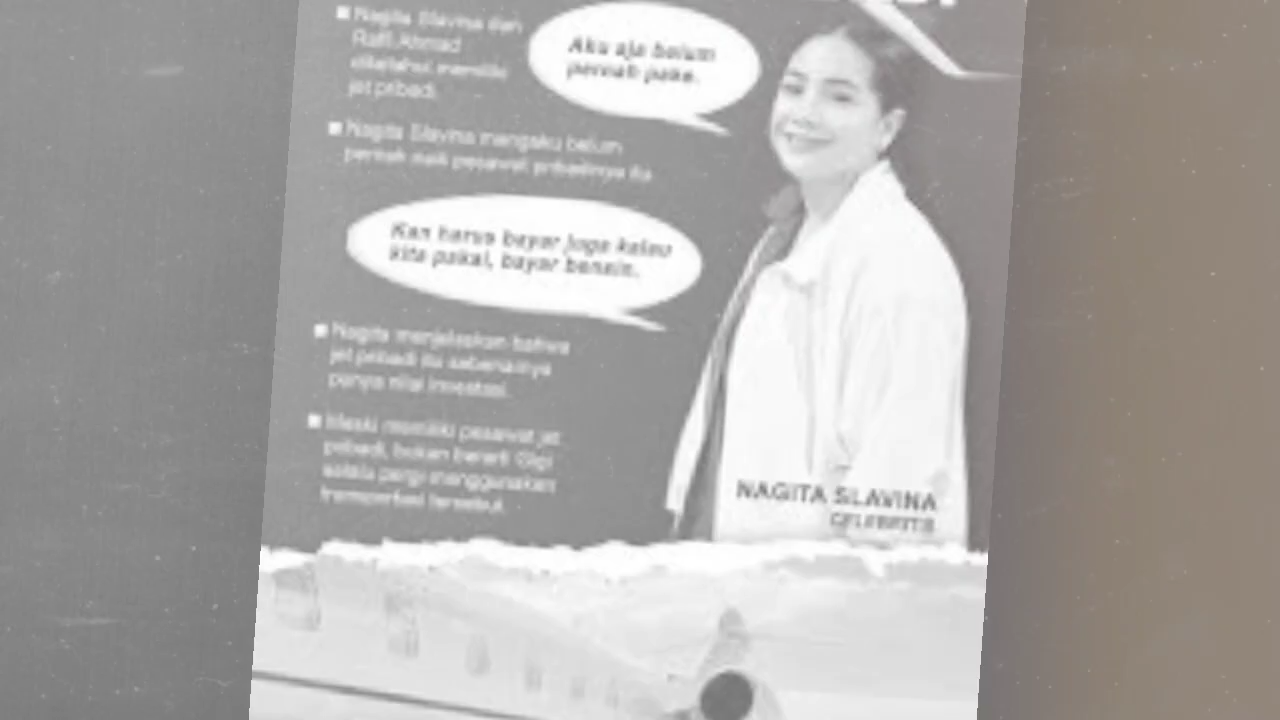 Nagita Slavina dan
Raffi Ahmad
diketahui memiliki
jet pribadi.
Aku aja belum
pernah pake.
Nagita Slavina mengaku belum
pernah naik pesawat pribadinya itu
Kan harus bayar juga kalau
kita pakai, bayar bensin.
Nagita menjelaskan bahwa
jet pribadi itu sebenarnya
punya nilai investasi.
Meski memiliki pesawat jet
pribadi, bukan berarti Gigi
selalu pergi menggunakan
transportasi tersebut.
NAGITA SLAVINA
CELEBRITIS